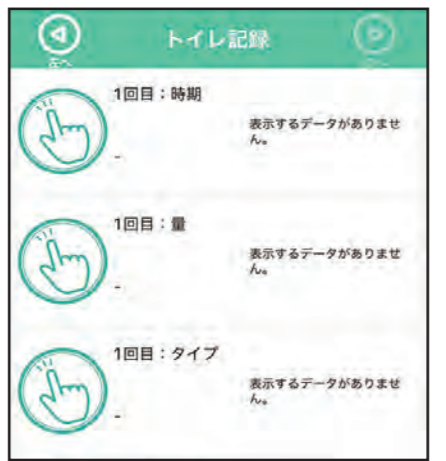 トイレ記録
左へ
1回目：時期
表示するデータがありませ
ん。
-
1回目：量
表示するデータがありませ
ん。
-
1回目：タイプ
表示するデータがありませ
ん。
-